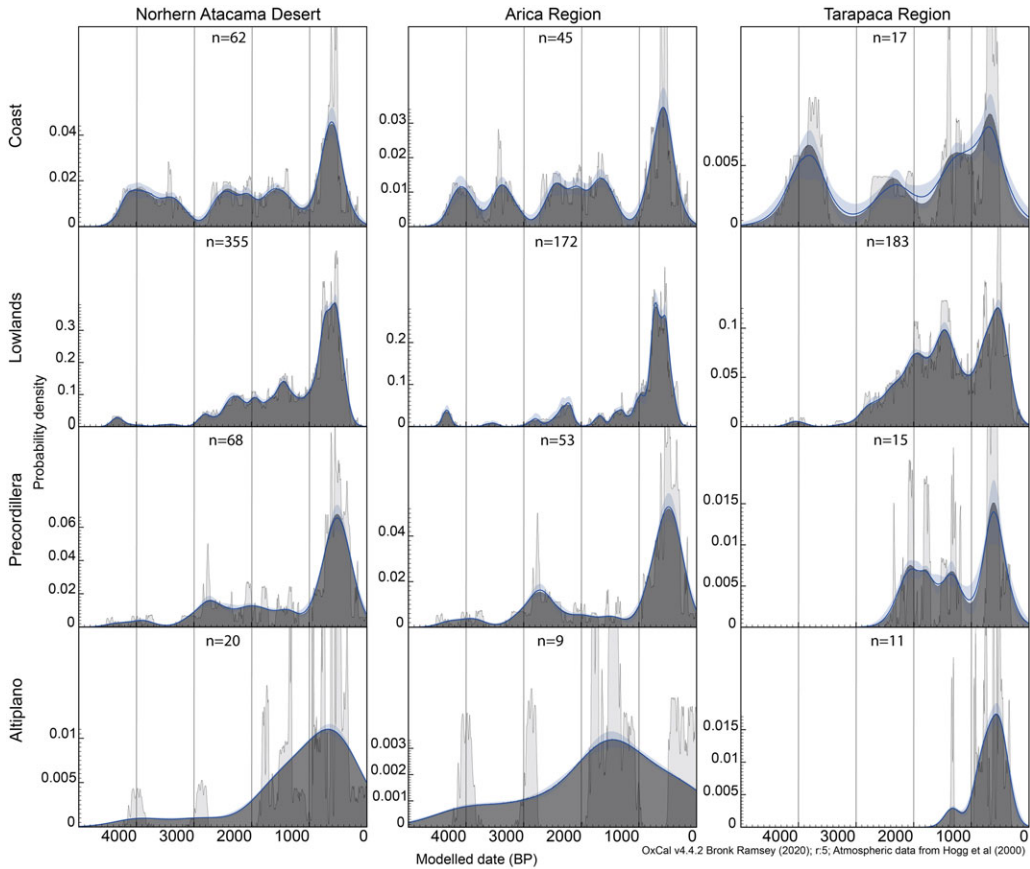 Norhern Atacama Desert
Arica Region
Tarapaca Region
Coast
n=62
0.04
0.02
0
n=45
0.03
0.02
0.01
0
n=17
0.005
0
Lowlands
n=355
0.3
0.2
0.1
0
n=172
0.2
0.1
0
n=183
0.1
0.05
0
Probability density
Precordillera
n=68
0.06
0.04
0.02
0
n=53
0.04
0.02
0
n=15
0.015
0.01
0.005
0
Altiplano
n=20
0.01
0.005
0
n=9
0.003
0.002
0.001
0
n=11
0.015
0.01
0.005
0
4000 3000 2000 1000 0
4000 3000 2000 1000 0
4000 3000 2000 1000 0
Modelled date (BP)
OxCal v4.4.2 Bronk Ramsey (2020); r:5; Atmospheric data from Hogg et al (2000)